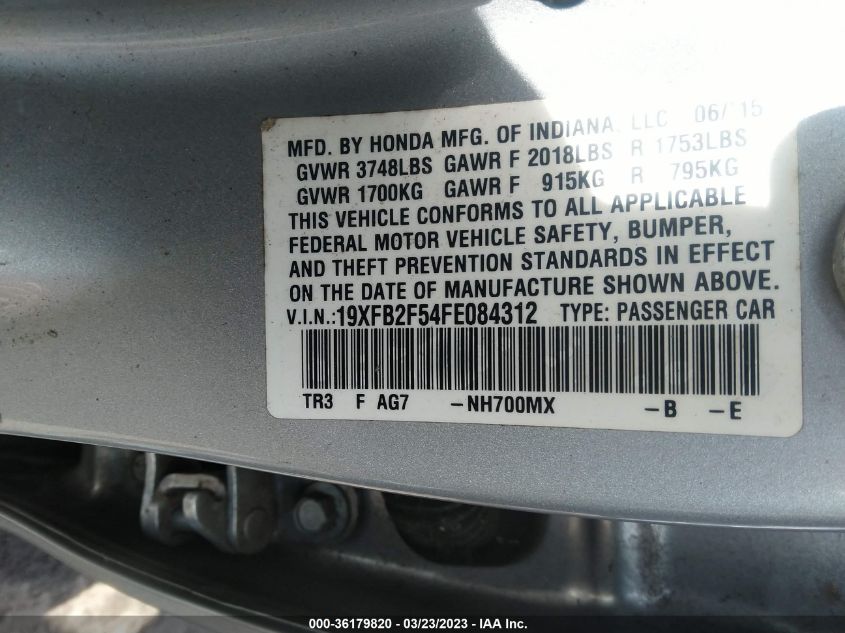 MFD. BY HONDA MFG. OF INDIANA, LLC 06/'15
GVWR 3748LBS GAWR F 2018LBS R 1753LBS
GVWR 1700KG GAWR F 915KG R 795KG
THIS VEHICLE CONFORMS TO ALL APPLICABLE
FEDERAL MOTOR VEHICLE SAFETY, BUMPER,
AND THEFT PREVENTION STANDARDS IN EFFECT
ON THE DATE OF MANUFACTURE SHOWN ABOVE.
V.I.N.:19XFB2F54FE084312 TYPE: PASSENGER CAR
TR3 F AG7 -NH700MX -B -E
000-36179820 - 03/23/2023 - IAA Inc.